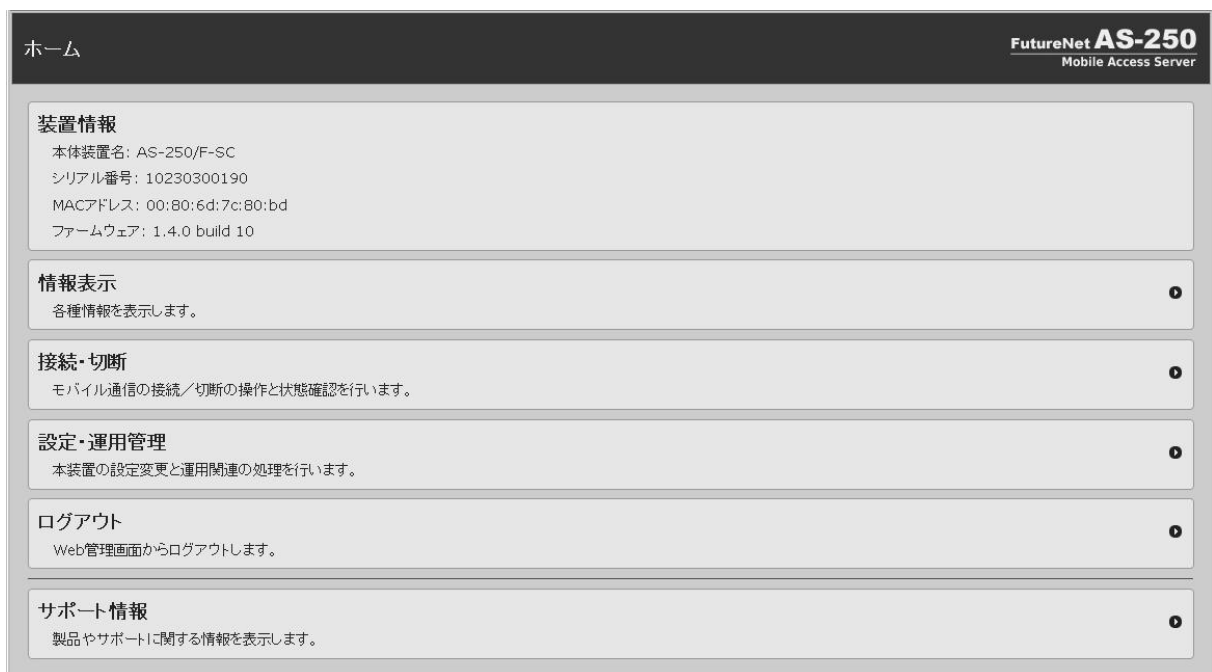 ホーム
FutureNet AS-250
Mobile Access Server
装置情報
本体装置名: AS-250/F-SC
シリアル番号: 10230300190
MACアドレス: 00:80:6d:7c:80:bd
ファームウェア: 1.4.0 build 10
情報表示
各種情報を表示します。
接続・切断
モバイル通信の接続／切断の操作と状態確認を行います。
設定・運用管理
本装置の設定変更と運用関連の処理を行います。
ログアウト
Web管理画面からログアウトします。
サポート情報
製品やサポートに関する情報を表示します。